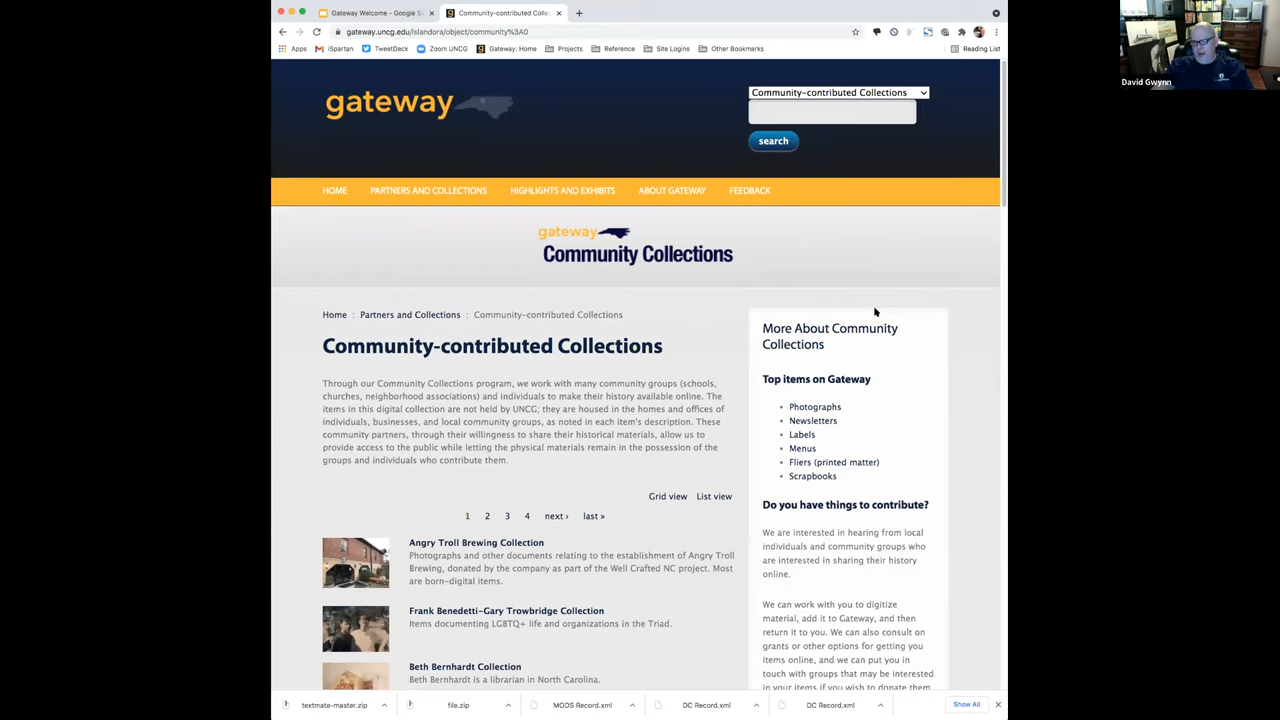 Gateway Welcome - Google S
Community-contributed Colle
gateway.uncg.edu/islandora/object/community%3A0
Apps
iSpartan
TweetDeck
Zoom UNCG
Gateway: Home
Projects
Reference
Site Logins
Other Bookmarks
Reading List
David Gwynn
gateway
Community-contributed Collections
search
HOME
PARTNERS AND COLLECTIONS
HIGHLIGHTS AND EXHIBITS
ABOUT GATEWAY
FEEDBACK
gateway
Community Collections
Home : Partners and Collections : Community-contributed Collections
Community-contributed Collections
Through our Community Collections program, we work with many community groups (schools,
churches, neighborhood associations) and individuals to make their history available online. The
items in this digital collection are not held by UNCG; they are housed in the homes and offices of
individuals, businesses, and local community groups, as noted in each item's description. These
community partners, through their willingness to share their historical materials, allow us to
provide access to the public while letting the physical materials remain in the possession of the
groups and individuals who contribute them.
Grid view
List view
1 2 3 4 next › last »
Angry Troll Brewing Collection
Photographs and other documents relating to the establishment of Angry Troll
Brewing, donated by the company as part of the Well Crafted NC project. Most
are born-digital items.
Frank Benedetti-Gary Trowbridge Collection
Items documenting LGBTQ+ life and organizations in the Triad.
Beth Bernhardt Collection
Beth Bernhardt is a librarian in North Carolina.
More About Community
Collections
Top items on Gateway
Photographs
Newsletters
Labels
Menus
Fliers (printed matter)
Scrapbooks
Do you have things to contribute?
We are interested in hearing from local
individuals and community groups who
are interested in sharing their history
online.
We can work with you to digitize
material, add it to Gateway, and then
return it to you. We can also consult on
grants or other options for getting you
items online, and we can put you in
touch with groups that may be interested
in your items if you wish to donate them
textmate-master.zip
file.zip
MODS Record.xml
DC Record.xml
DC Record.xml
Show All